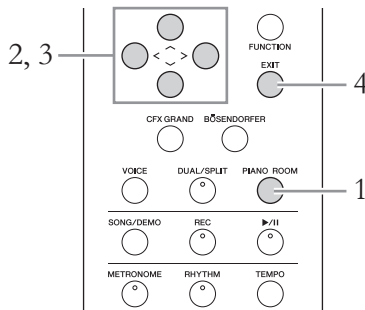 2, 3
< >
FUNCTION
EXIT
4
CFX GRAND BÖSENDORFER
VOICE DUAL/SPLIT PIANO ROOM
1
SONG/DEMO REC ►/II
METRONOME RHYTHM TEMPO